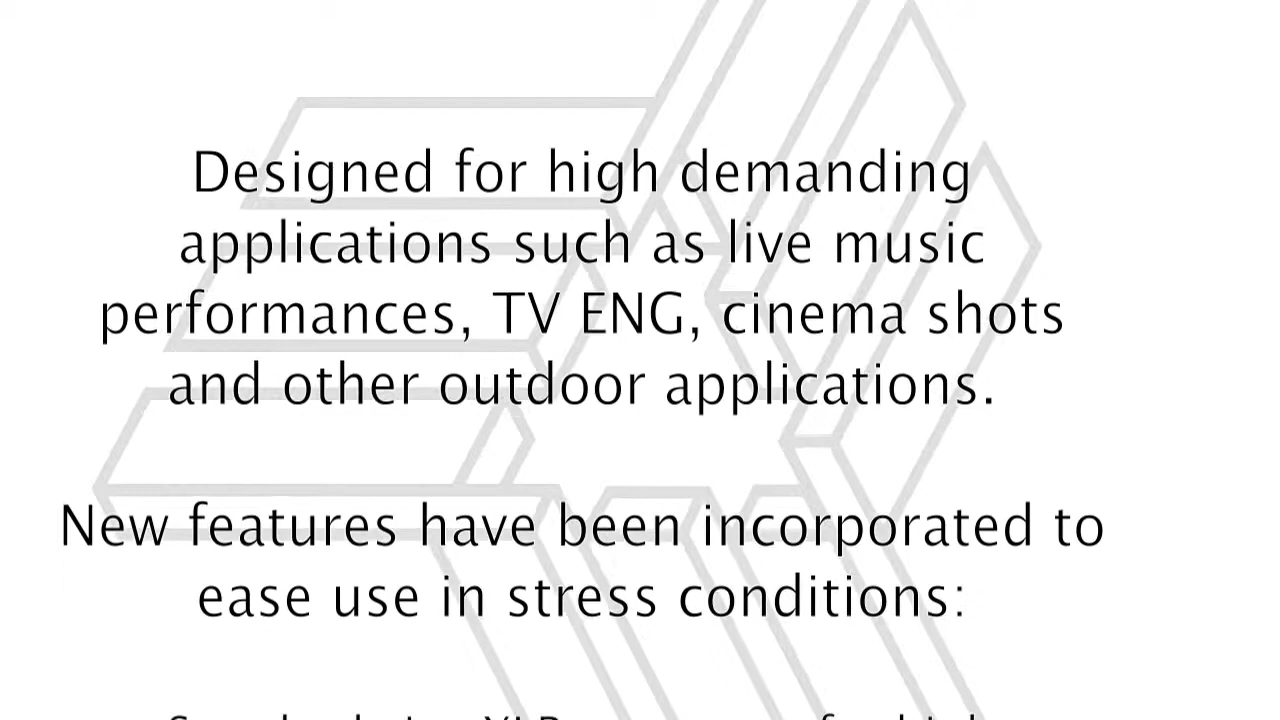 Designed for high demanding
applications such as live music
performances, TV ENG, cinema shots
and other outdoor applications.
New features have been incorporated to
ease use in stress conditions: